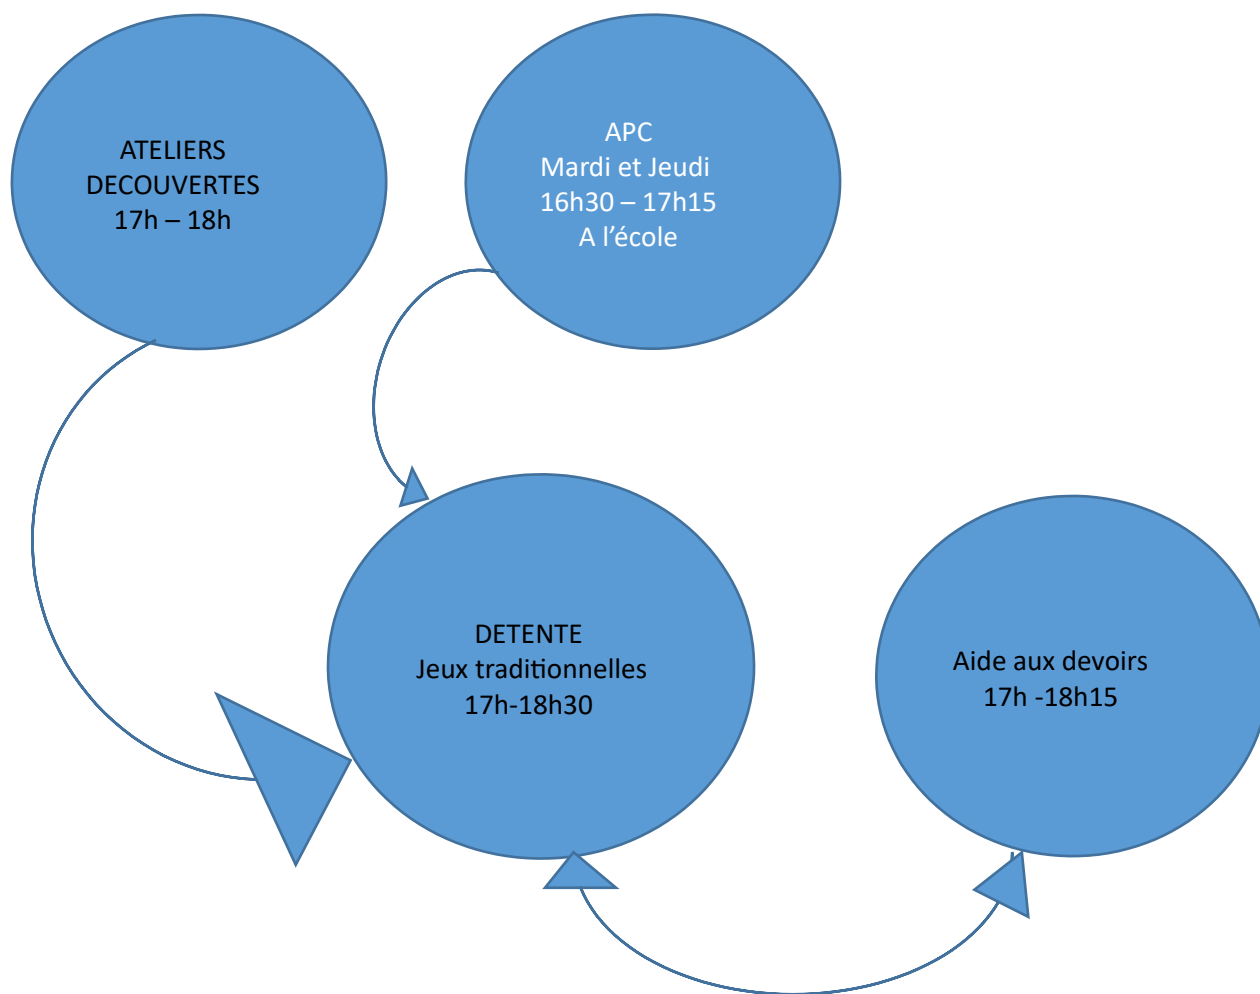 ATELIERS
DECOUVERTES
17h – 18h
APC
Mardi et Jeudi
16h30 – 17h15
A l’école
DETENTE
Jeux traditionnelles
17h-18h30
Aide aux devoirs
17h -18h15